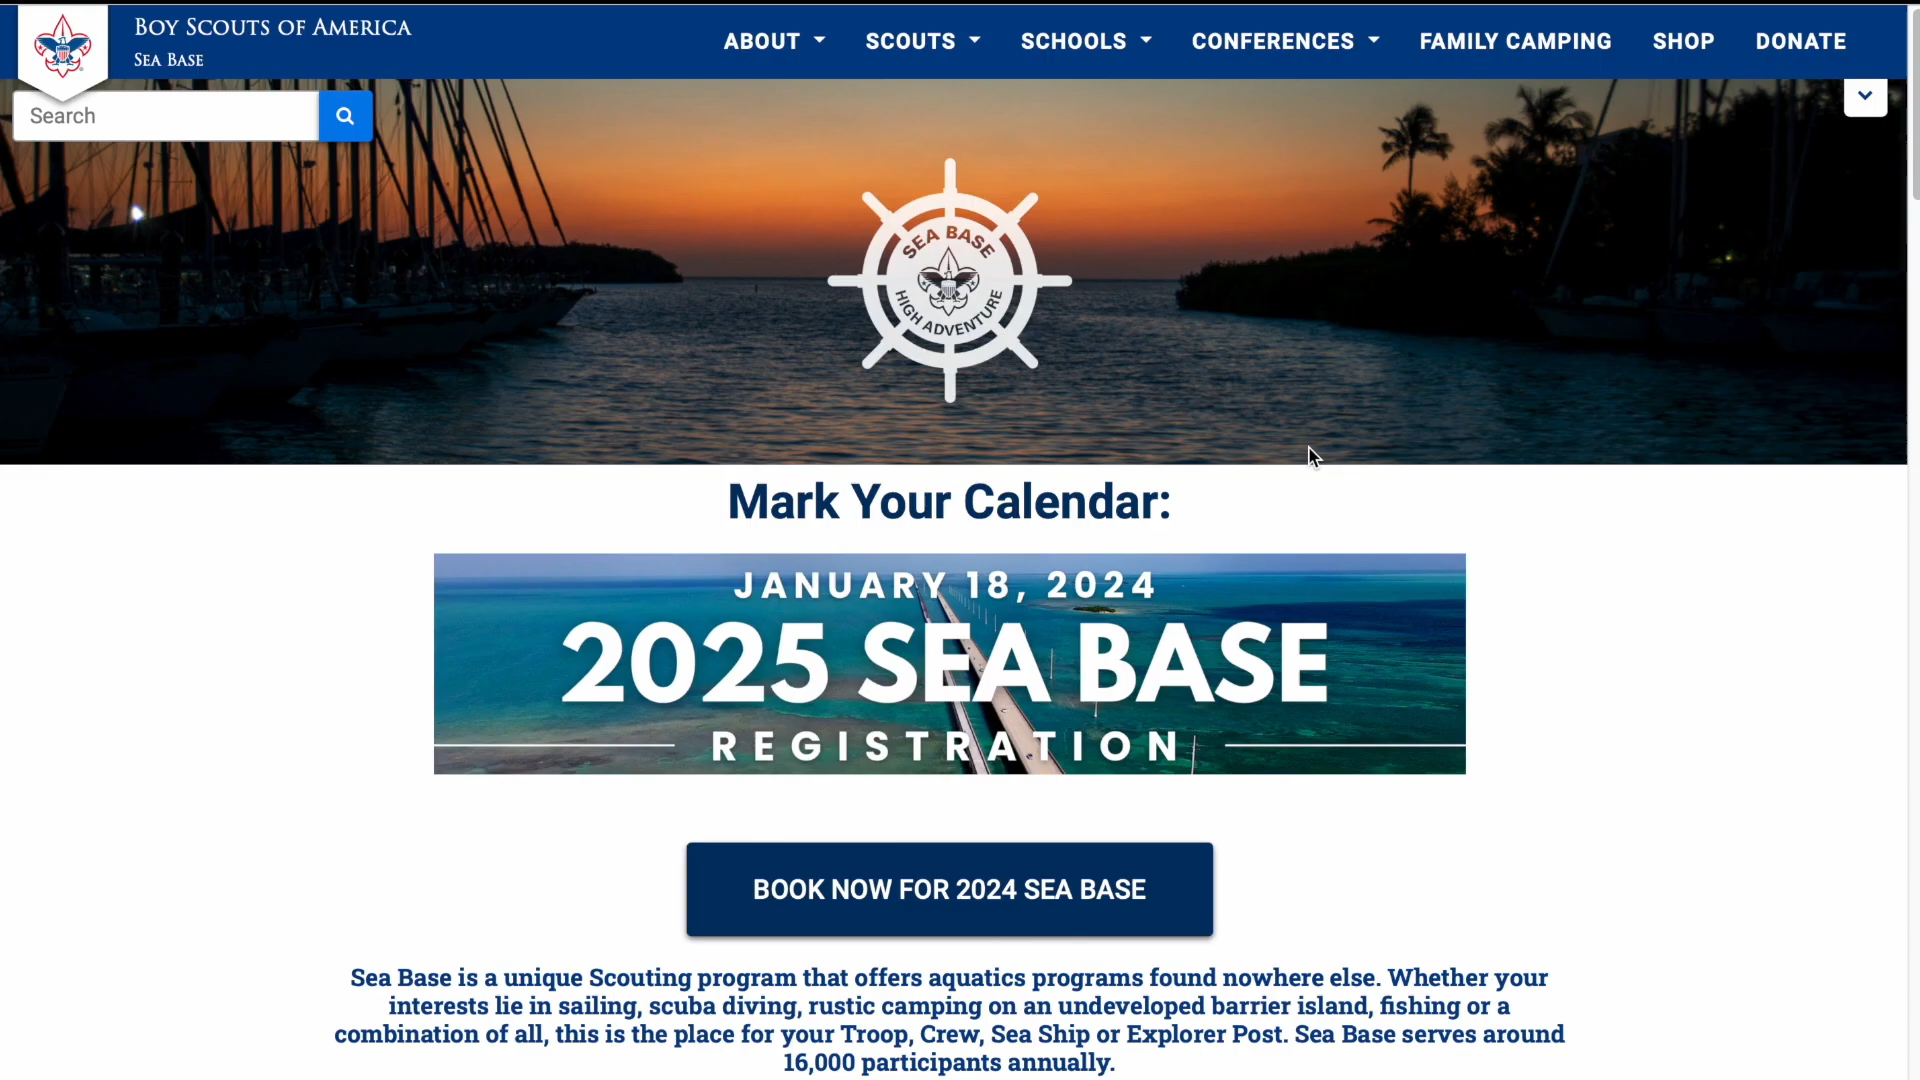 BOY SCOUTS OF AMERICA
SEA BASE
ABOUT SCOUTS SCHOOLS CONFERENCES FAMILY CAMPING SHOP DONATE
Search
SEA BASE
HIGH ADVENTURE
Mark Your Calendar:
JANUARY 18, 2024
2025 SEA BASE
REGISTRATION
BOOK NOW FOR 2024 SEA BASE
Sea Base is a unique Scouting program that offers aquatics programs found nowhere else. Whether your
interests lie in sailing, scuba diving, rustic camping on an undeveloped barrier island, fishing or a
combination of all, this is the place for your Troop, Crew, Sea Ship or Explorer Post. Sea Base serves around
16,000 participants annually.